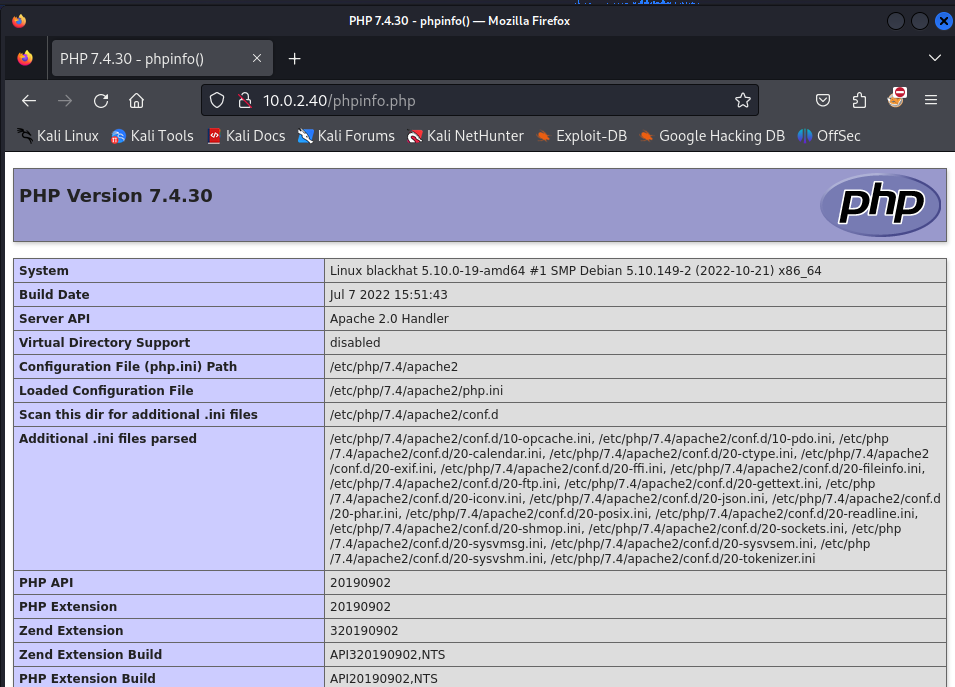 PHP 7.4.30 - phpinfo() — Mozilla Firefox
PHP 7.4.30 - phpinfo()
10.0.2.40/phpinfo.php
Kali Linux Kali Tools Kali Docs Kali Forums Kali NetHunter Exploit-DB Google Hacking DB OffSec
PHP Version 7.4.30
php
System Linux blackhat 5.10.0-19-amd64 #1 SMP Debian 5.10.149-2 (2022-10-21) x86_64
Build Date Jul 7 2022 15:51:43
Server API Apache 2.0 Handler
Virtual Directory Support disabled
Configuration File (php.ini) Path /etc/php/7.4/apache2
Loaded Configuration File /etc/php/7.4/apache2/php.ini
Scan this dir for additional .ini files /etc/php/7.4/apache2/conf.d
Additional .ini files parsed /etc/php/7.4/apache2/conf.d/10-opcache.ini, /etc/php/7.4/apache2/conf.d/10-pdo.ini, /etc/php
/7.4/apache2/conf.d/20-calendar.ini, /etc/php/7.4/apache2/conf.d/20-ctype.ini, /etc/php/7.4/apache2
/conf.d/20-exif.ini, /etc/php/7.4/apache2/conf.d/20-ffi.ini, /etc/php/7.4/apache2/conf.d/20-fileinfo.ini,
/etc/php/7.4/apache2/conf.d/20-ftp.ini, /etc/php/7.4/apache2/conf.d/20-gettext.ini, /etc/php
/7.4/apache2/conf.d/20-iconv.ini, /etc/php/7.4/apache2/conf.d/20-json.ini, /etc/php/7.4/apache2/conf.d
/20-phar.ini, /etc/php/7.4/apache2/conf.d/20-posix.ini, /etc/php/7.4/apache2/conf.d/20-readline.ini,
/etc/php/7.4/apache2/conf.d/20-shmop.ini, /etc/php/7.4/apache2/conf.d/20-sockets.ini, /etc/php
/7.4/apache2/conf.d/20-sysvmsg.ini, /etc/php/7.4/apache2/conf.d/20-sysvsem.ini, /etc/php
/7.4/apache2/conf.d/20-sysvshm.ini, /etc/php/7.4/apache2/conf.d/20-tokenizer.ini
PHP API 20190902
PHP Extension 20190902
Zend Extension 320190902
Zend Extension Build API320190902,NTS
PHP Extension Build API20190902,NTS